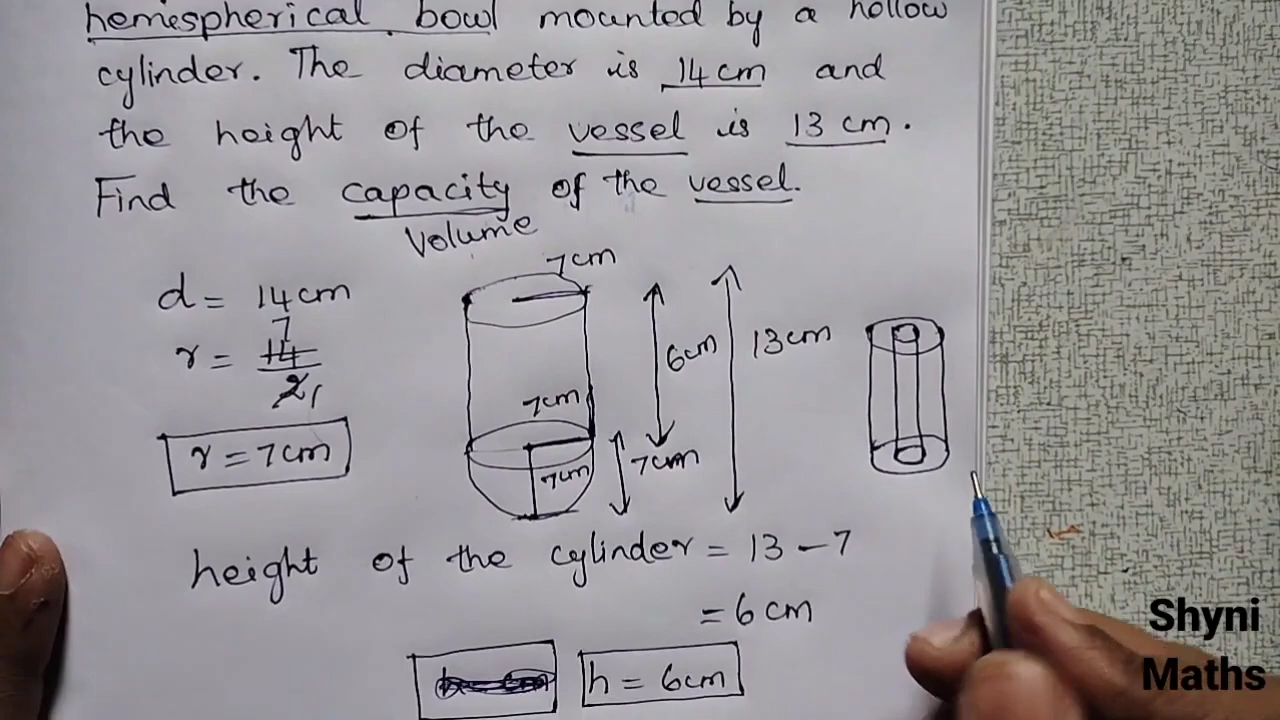 hemispherical bowl mounted by a hollow
cylinder. The diameter is 14 cm and
the height of the vessel is 13 cm.
Find the capacity of the vessel.
Volume
7cm
d = 14 cm
r = 14/2
7
1
r = 7cm
6cm
13cm
7cm
7cm
7cm
height of the cylinder = 13 - 7
= 6 cm
h = 6cm
Shyni
Maths